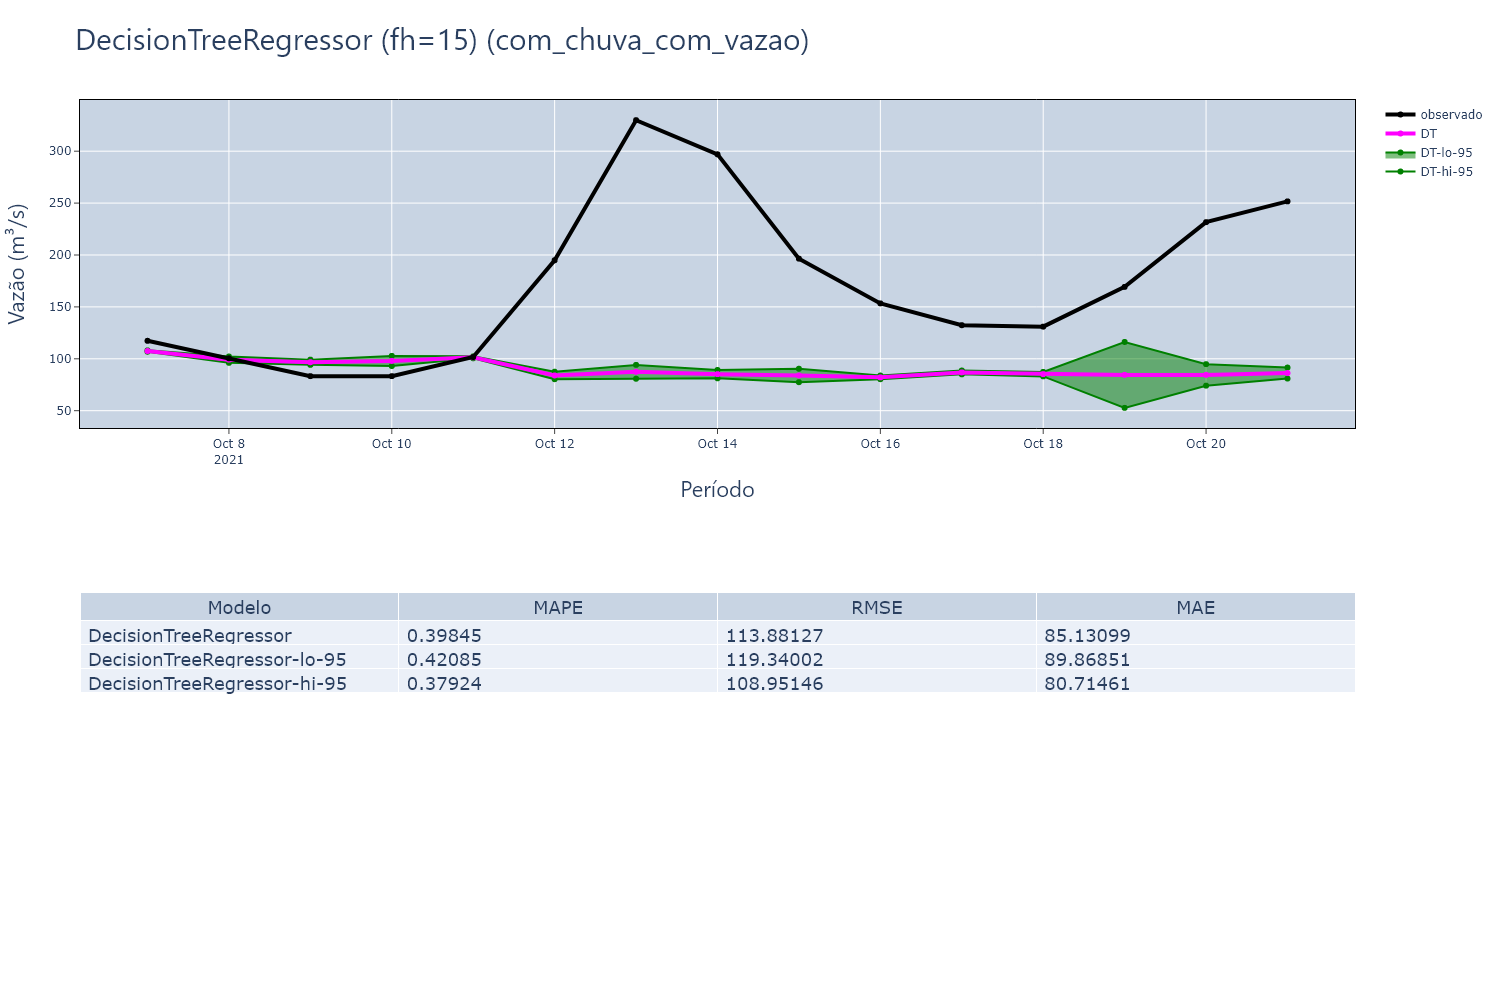 DecisionTreeRegressor (fh=15) (com_chuva_com_vazao)
observado
DT
DT-lo-95
DT-hi-95
Vazão (m³/s)
300
250
200
150
100
50
Oct 8
2021
Oct 10
Oct 12
Oct 14
Oct 16
Oct 18
Oct 20
Período
Modelo MAPE RMSE MAE
DecisionTreeRegressor 0.39845 113.88127 85.13099
DecisionTreeRegressor-lo-95 0.42085 119.34002 89.86851
DecisionTreeRegressor-hi-95 0.37924 108.95146 80.71461